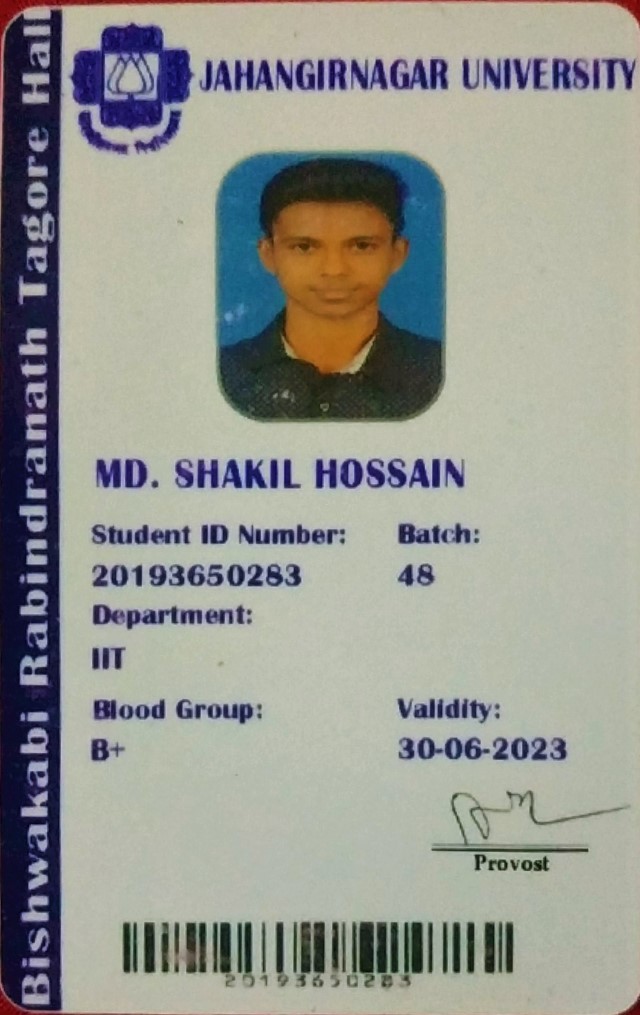 Bishwakabi Rabindranath Tagore Hall
JAHANGIRNAGAR UNIVERSITY
MD. SHAKIL HOSSAIN
Student ID Number: Batch:
20193650283 48
Department:
IIT
Blood Group: Validity:
B+ 30-06-2023
Provost
20193650283